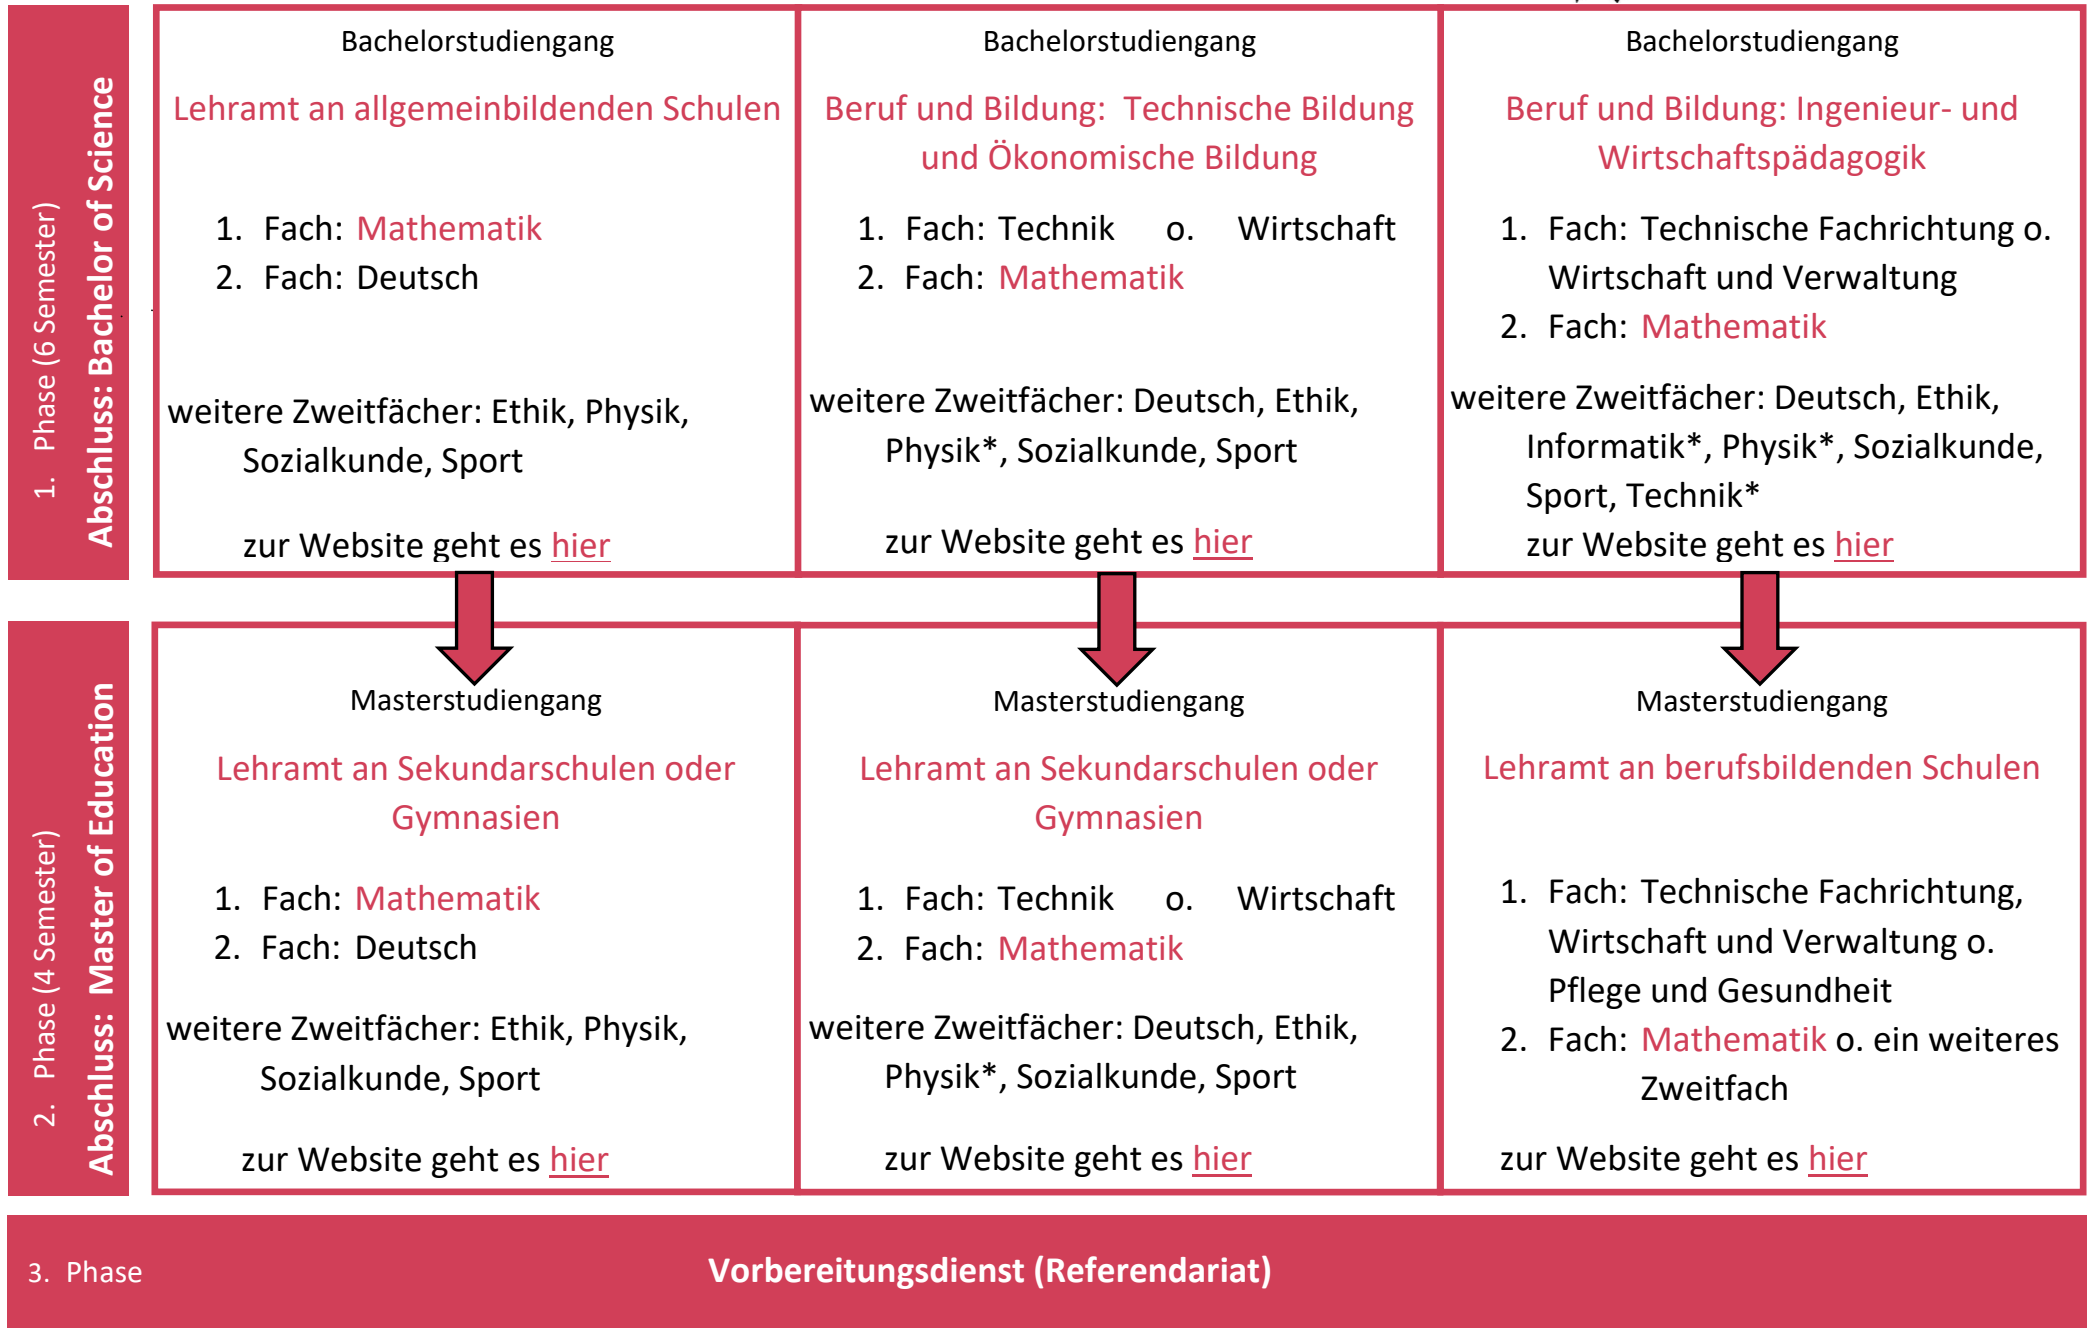 1. Phase (6 Semester)
Abschluss: Bachelor of Science
Bachelorstudiengang
Lehramt an allgemeinbildenden Schulen
1. Fach: Mathematik
2. Fach: Deutsch
weitere Zweitfächer: Ethik, Physik,
Sozialkunde, Sport
zur Website geht es hier
Bachelorstudiengang
Beruf und Bildung: Technische Bildung
und Ökonomische Bildung
1. Fach: Technik o. Wirtschaft
2. Fach: Mathematik
weitere Zweitfächer: Deutsch, Ethik,
Physik*, Sozialkunde, Sport
zur Website geht es hier
Bachelorstudiengang
Beruf und Bildung: Ingenieur- und
Wirtschaftspädagogik
1. Fach: Technische Fachrichtung o.
Wirtschaft und Verwaltung
2. Fach: Mathematik
weitere Zweitfächer: Deutsch, Ethik,
Informatik*, Physik*, Sozialkunde,
Sport, Technik*
zur Website geht es hier
2. Phase (4 Semester)
Abschluss: Master of Education
Masterstudiengang
Lehramt an Sekundarschulen oder
Gymnasien
1. Fach: Mathematik
2. Fach: Deutsch
weitere Zweitfächer: Ethik, Physik,
Sozialkunde, Sport
zur Website geht es hier
Masterstudiengang
Lehramt an Sekundarschulen oder
Gymnasien
1. Fach: Technik o. Wirtschaft
2. Fach: Mathematik
weitere Zweitfächer: Deutsch, Ethik,
Physik*, Sozialkunde, Sport
zur Website geht es hier
Masterstudiengang
Lehramt an berufsbildenden Schulen
1. Fach: Technische Fachrichtung,
Wirtschaft und Verwaltung o.
Pflege und Gesundheit
2. Fach: Mathematik o. ein weiteres
Zweitfach
zur Website geht es hier
3. Phase
Vorbereitungsdienst (Referendariat)